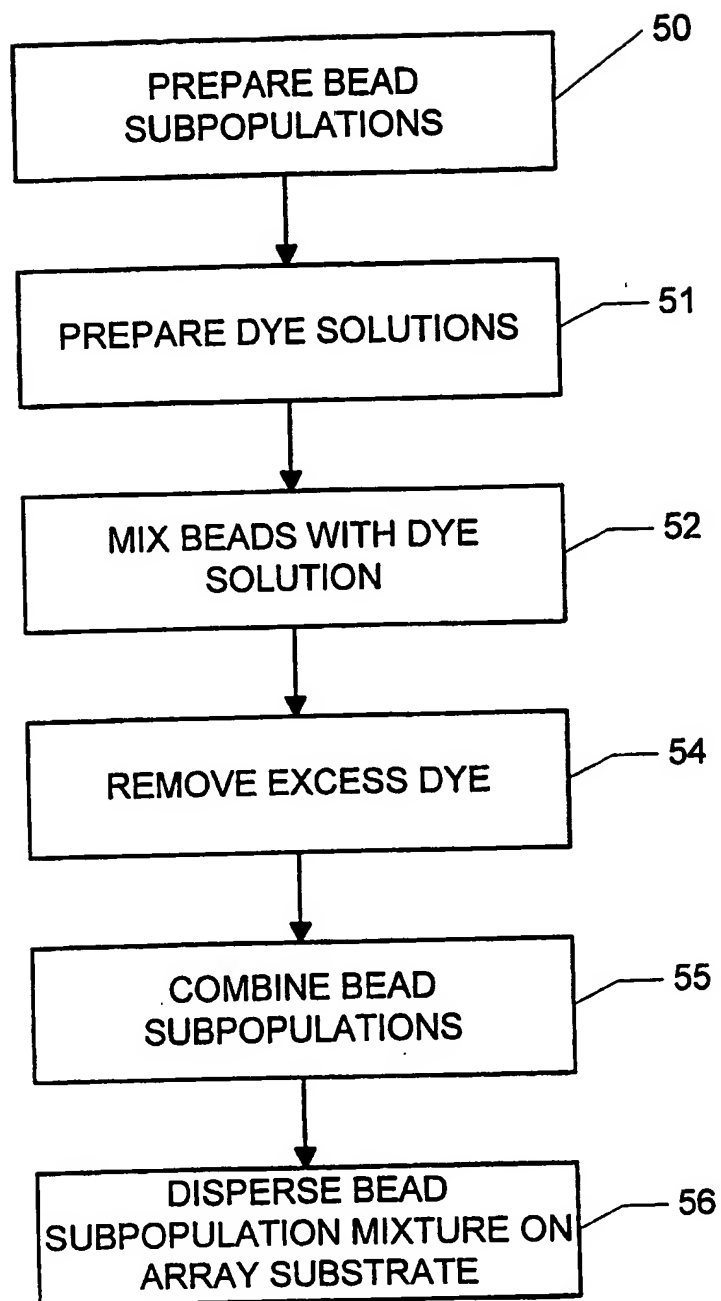 50
PREPARE BEAD
SUBPOPULATIONS
51
PREPARE DYE SOLUTIONS
52
MIX BEADS WITH DYE
SOLUTION
54
REMOVE EXCESS DYE
55
COMBINE BEAD
SUBPOPULATIONS
56
DISPERSE BEAD
SUBPOPULATION MIXTURE ON
ARRAY SUBSTRATE